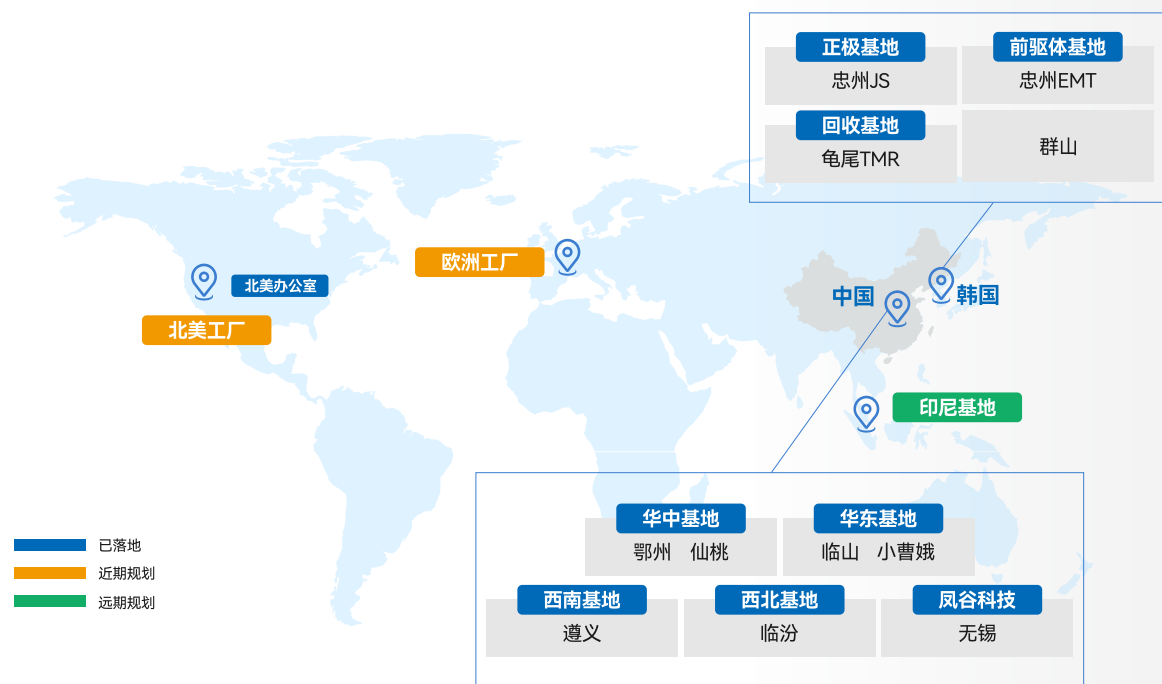 正极基地
忠州JS
前驱体基地
忠州EMT
回收基地
龟尾TMR
群山
欧洲工厂
北美办公室
北美工厂
中国
韩国
印尼基地
华中基地
鄂州 仙桃
华东基地
临山 小曹娥
西南基地
遵义
西北基地
临汾
凤谷科技
无锡
已落地
近期规划
远期规划